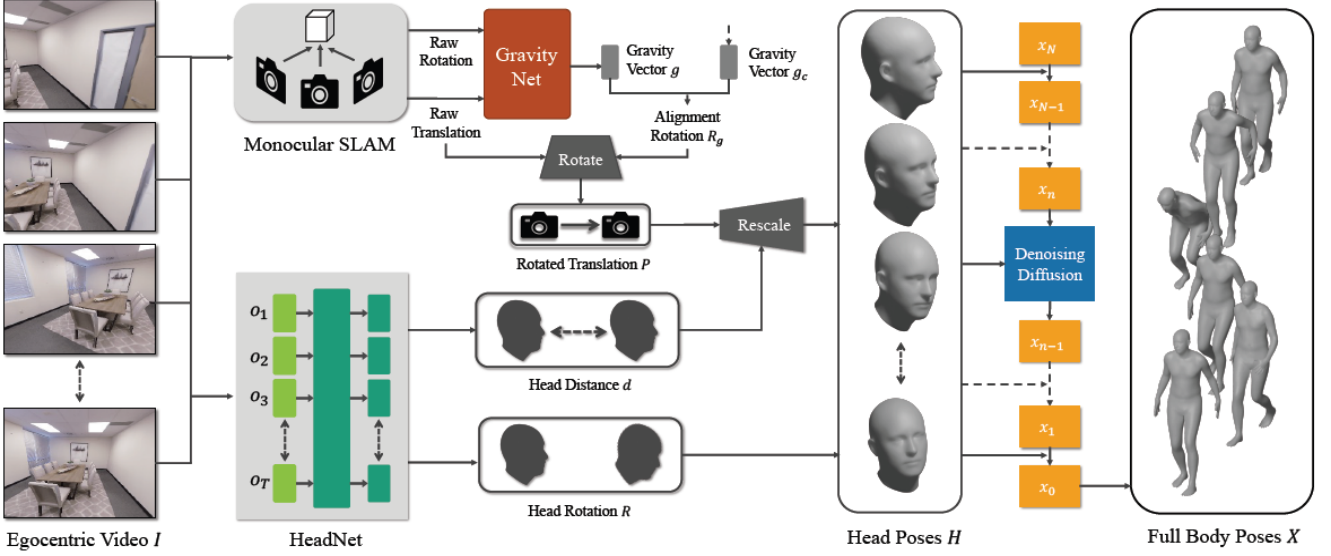 Egocentric Video I
Monocular SLAM
Raw
Rotation
Raw
Translation
Gravity
Net
Gravity
Vector g
Gravity
Vector g_c
Alignment
Rotation R_g
Rotate
Rotated Translation P
Rescale
o_1
o_2
o_3
o_T
HeadNet
Head Distance d
Head Rotation R
Head Poses H
x_N
x_{N-1}
x_n
Denoising
Diffusion
x_{n-1}
x_1
x_0
Full Body Poses X